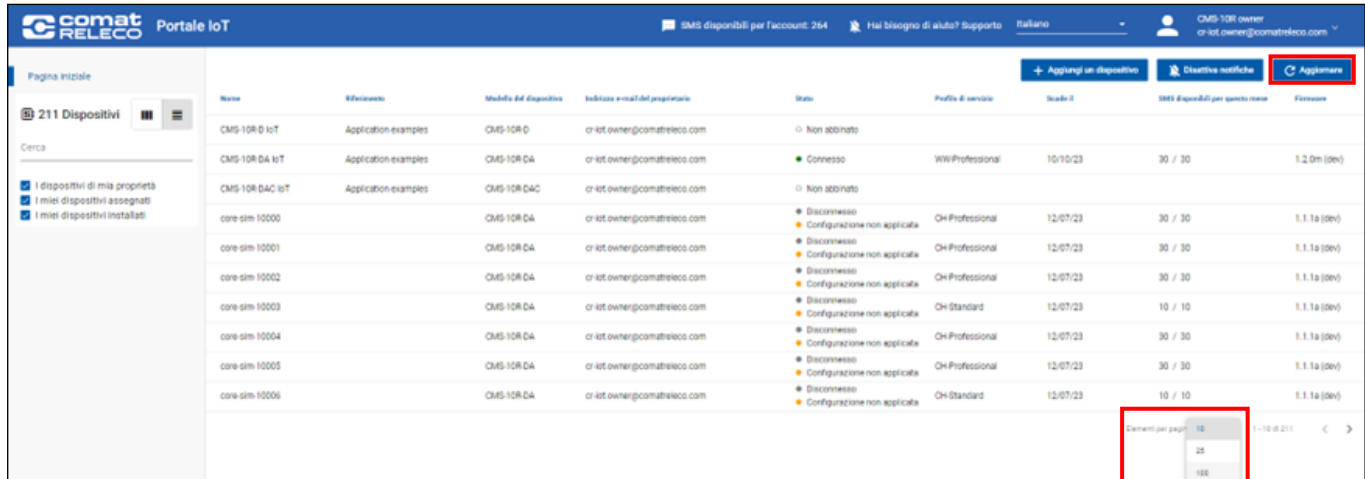 comat RELECO Portale IoT
SMS disponibili per l'account: 264
Hai bisogno di aiuto? Supporto
Italiano
CMS-10R owner
cr-iot.owner@comatreleco.com
Pagina iniziale
+ Aggiungi un dispositivo
Disattiva notifiche
Aggiornare
211 Dispositivi
Cerca
I dispositivi di mia proprietà
I miei dispositivi assegnati
I miei dispositivi installati
Nome Riferimento Modello del dispositivo Indirizzo e-mail del proprietario Stato Profilo di servizio Scade il SMS disponibili per questo mese Firmware
CMS-10R-D IoT Application examples CMS-10R-D cr-iot.owner@comatreleco.com Non abbinato
CMS-10R-DA IoT Application examples CMS-10R-DA cr-iot.owner@comatreleco.com Connesso WW-Professional 10/10/23 30 / 30 1.2.0m (dev)
CMS-10R-DAC IoT Application examples CMS-10R-DAC cr-iot.owner@comatreleco.com Non abbinato
core-sim-10000 CMS-10R-DA cr-iot.owner@comatreleco.com Disconnesso Configurazione non applicata CH-Professional 12/07/23 30 / 30 1.1.1a (dev)
core-sim-10001 CMS-10R-DA cr-iot.owner@comatreleco.com Disconnesso Configurazione non applicata CH-Professional 12/07/23 30 / 30 1.1.1a (dev)
core-sim-10002 CMS-10R-DA cr-iot.owner@comatreleco.com Disconnesso Configurazione non applicata CH-Professional 12/07/23 30 / 30 1.1.1a (dev)
core-sim-10003 CMS-10R-DA cr-iot.owner@comatreleco.com Disconnesso Configurazione non applicata CH-Standard 12/07/23 10 / 10 1.1.1a (dev)
core-sim-10004 CMS-10R-DA cr-iot.owner@comatreleco.com Disconnesso Configurazione non applicata CH-Professional 12/07/23 30 / 30 1.1.1a (dev)
core-sim-10005 CMS-10R-DA cr-iot.owner@comatreleco.com Disconnesso Configurazione non applicata CH-Professional 12/07/23 30 / 30 1.1.1a (dev)
core-sim-10006 CMS-10R-DA cr-iot.owner@comatreleco.com Disconnesso Configurazione non applicata CH-Standard 12/07/23 10 / 10 1.1.1a (dev)
Elementi per pagin 10 1 - 10 di 211
25
100